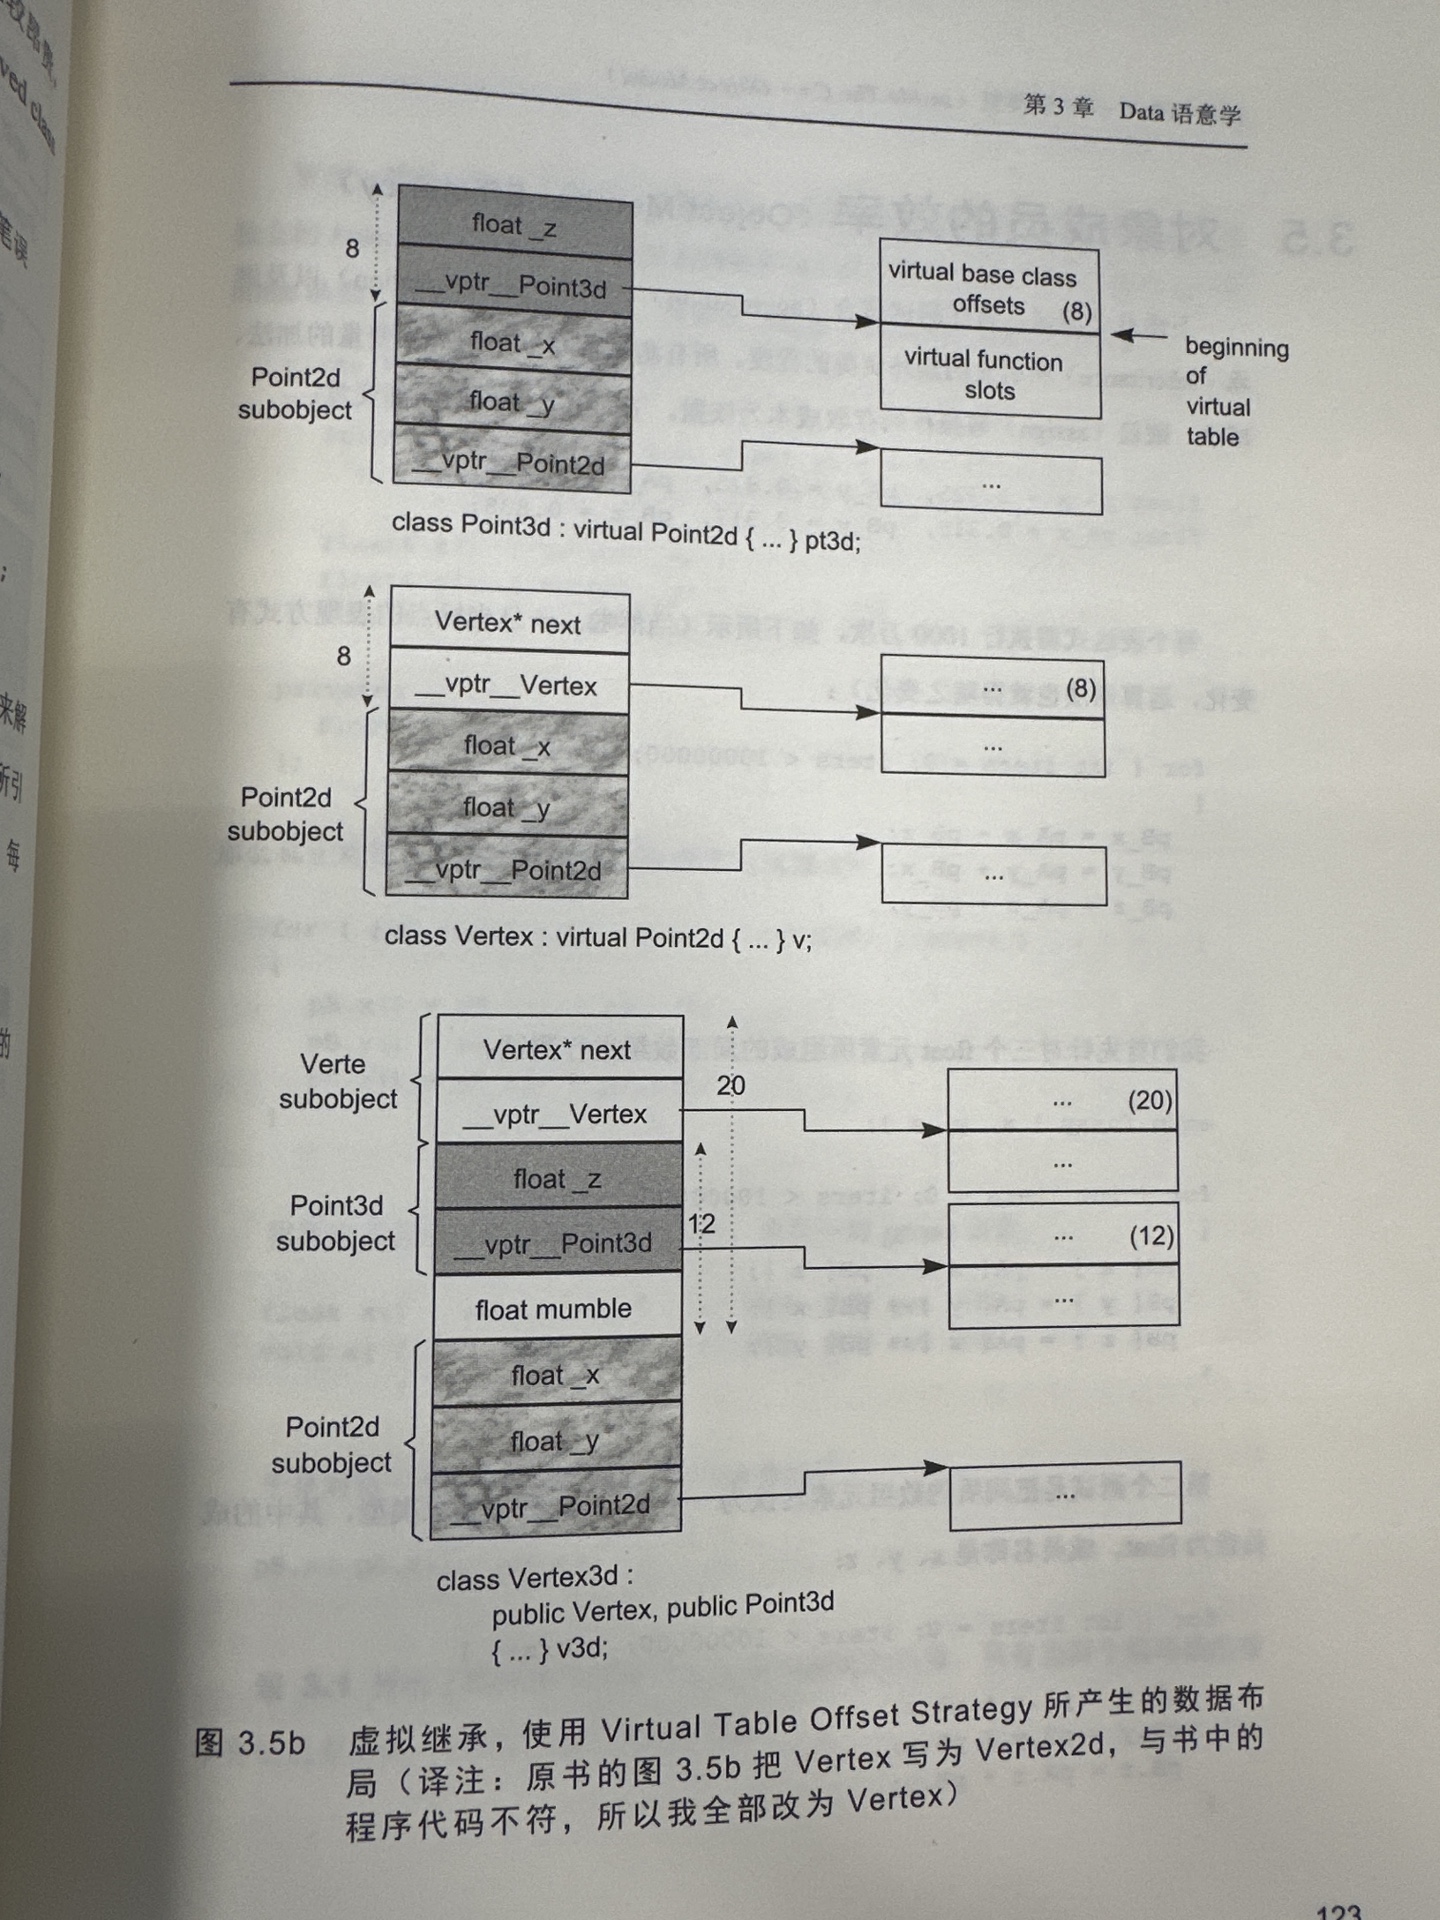 第 3 章 Data 语意学
8
float _z
__vptr__Point3d
float _x
float _y
__vptr__Point2d
Point2d
subobject
virtual base class
offsets (8)
virtual function
slots
beginning
of
virtual
table
...
class Point3d : virtual Point2d { ... } pt3d;
8
Vertex* next
__vptr__Vertex
float _x
float _y
__vptr__Point2d
Point2d
subobject
... (8)
...
...
class Vertex : virtual Point2d { ... } v;
Verte
subobject
Vertex* next
__vptr__Vertex
20
Point3d
subobject
float _z
__vptr__Point3d
12
float mumble
Point2d
subobject
float _x
float _y
__vptr__Point2d
... (20)
...
... (12)
...
...
class Vertex3d :
public Vertex, public Point3d
{ ... } v3d;
图 3.5b 虚拟继承，使用 Virtual Table Offset Strategy 所产生的数据布
局（译注：原书的图 3.5b 把 Vertex 写为 Vertex2d，与书中的
程序代码不符，所以我全部改为 Vertex）
123